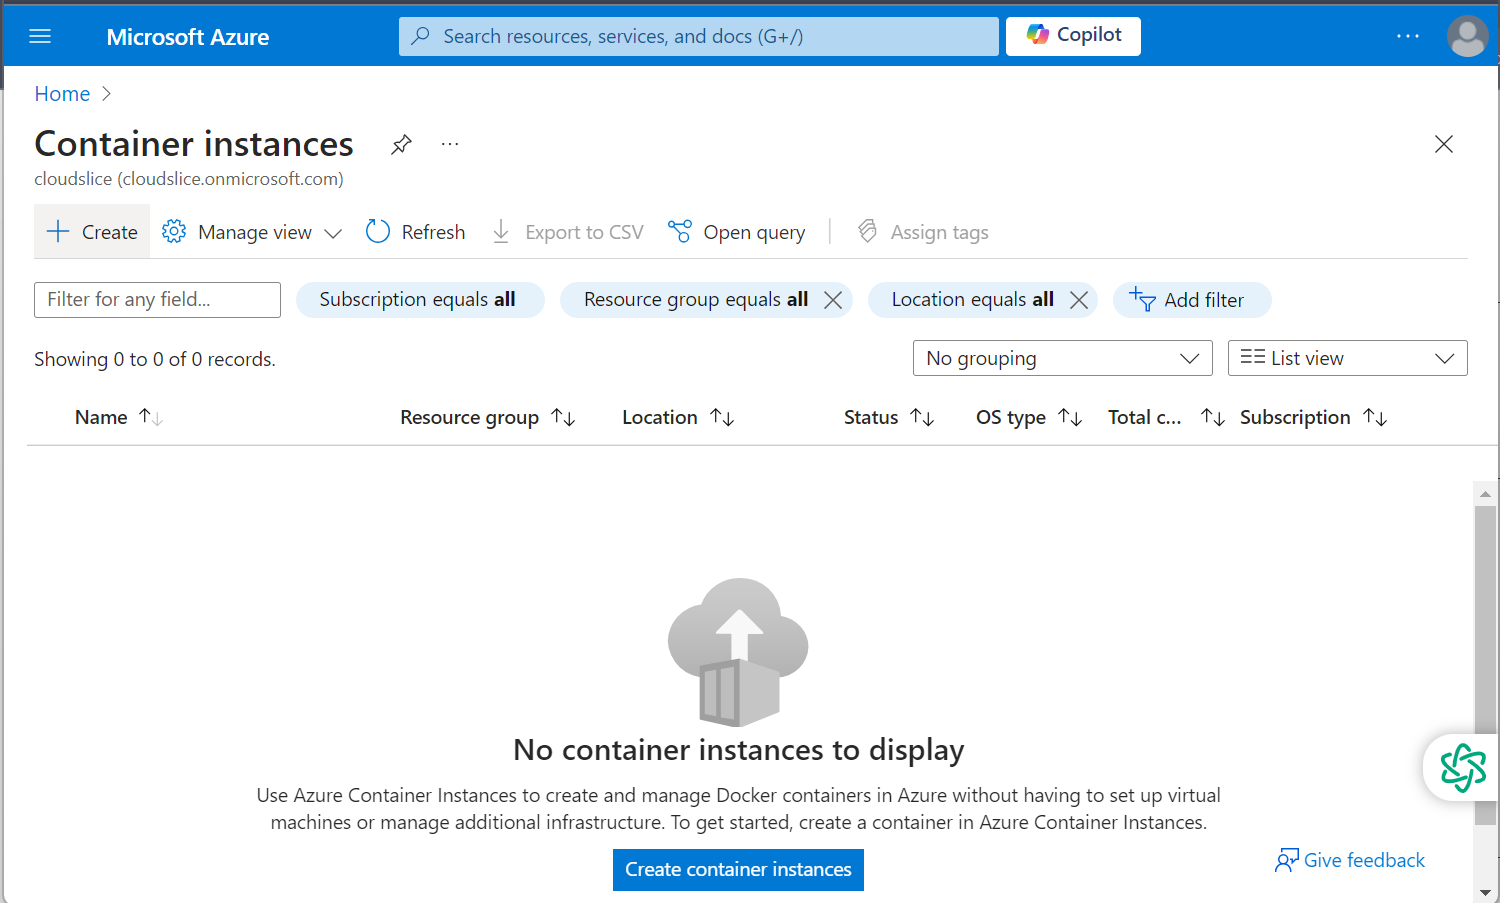 Microsoft Azure
Search resources, services, and docs (G+/)
Copilot
Home
Container instances
cloudslice (cloudslice.onmicrosoft.com)
Create
Manage view
Refresh
Export to CSV
Open query
Assign tags
Filter for any field...
Subscription equals all
Resource group equals all
Location equals all
Add filter
Showing 0 to 0 of 0 records.
No grouping
List view
Name
Resource group
Location
Status
OS type
Total c...
Subscription
No container instances to display
Use Azure Container Instances to create and manage Docker containers in Azure without having to set up virtual
machines or manage additional infrastructure. To get started, create a container in Azure Container Instances.
Create container instances
Give feedback